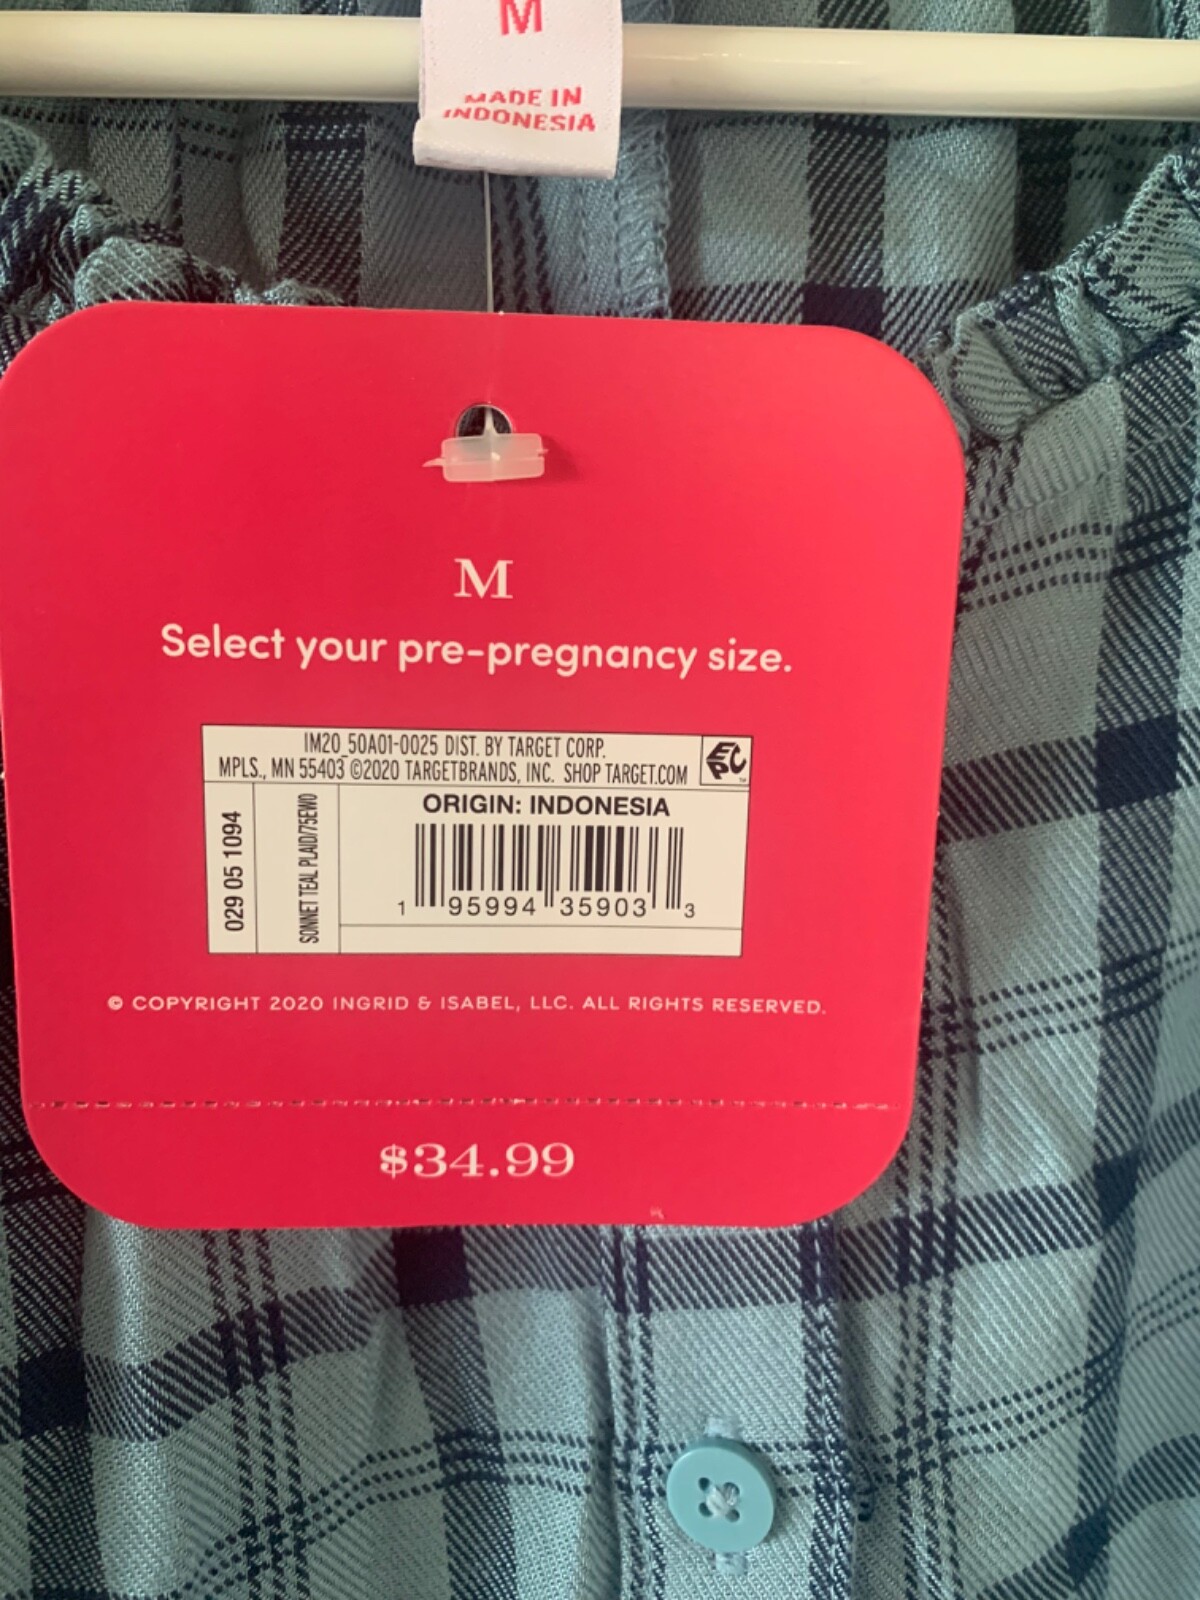 M
MADE IN
INDONESIA
M
Select your pre-pregnancy size.
IM20_50A01-0025 DIST. BY TARGET CORP.
MPLS., MN 55403 ©2020 TARGETBRANDS, INC. SHOP TARGET.COM
EPC
TM
029 05 1094
SONNET TEAL PLAID/75EW0
ORIGIN: INDONESIA
1 95994 35903 3
© COPYRIGHT 2020 INGRID & ISABEL, LLC. ALL RIGHTS RESERVED.
$34.99